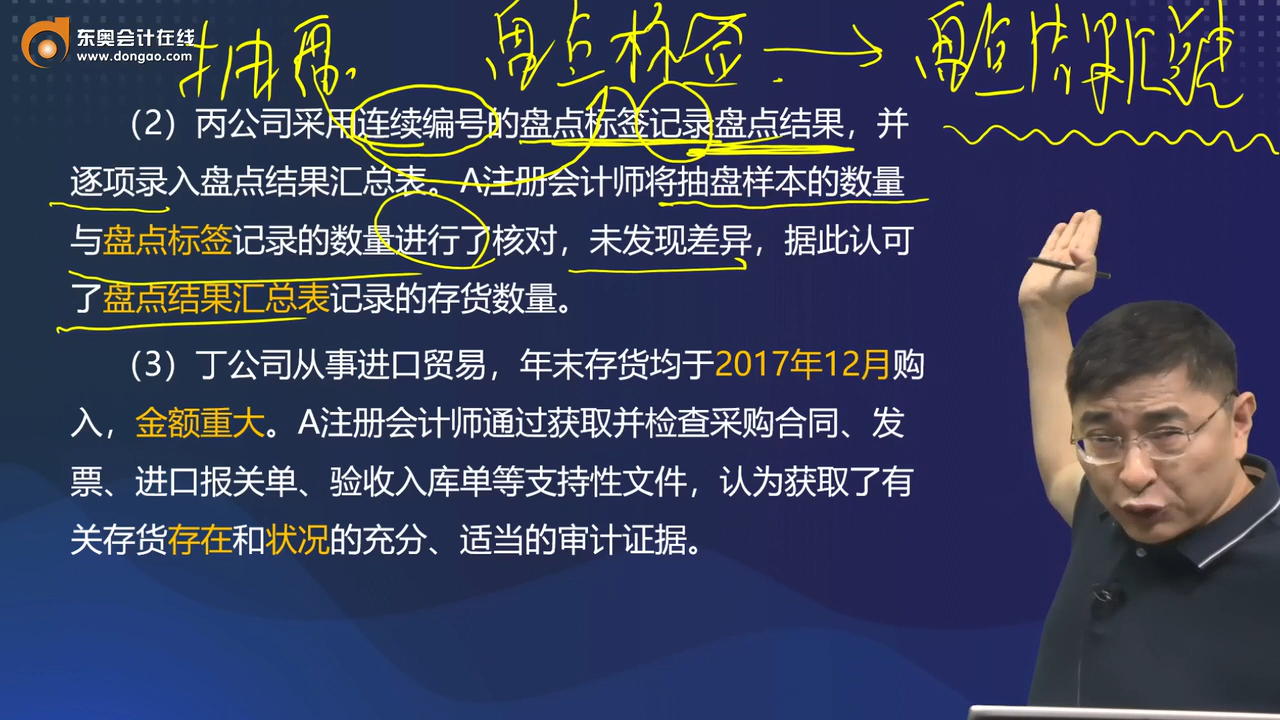 东奥会计在线
www.dongao.com
抽盘 盘点标签 → 盘点结果汇总表
（2）丙公司采用连续编号的盘点标签记录盘点结果，并
逐项录入盘点结果汇总表。A注册会计师将抽盘样本的数量
与盘点标签记录的数量进行了核对，未发现差异，据此认可
了盘点结果汇总表记录的存货数量。
（3）丁公司从事进口贸易，年末存货均于2017年12月购
入，金额重大。A注册会计师通过获取并检查采购合同、发
票、进口报关单、验收入库单等支持性文件，认为获取了有
关存货存在和状况的充分、适当的审计证据。